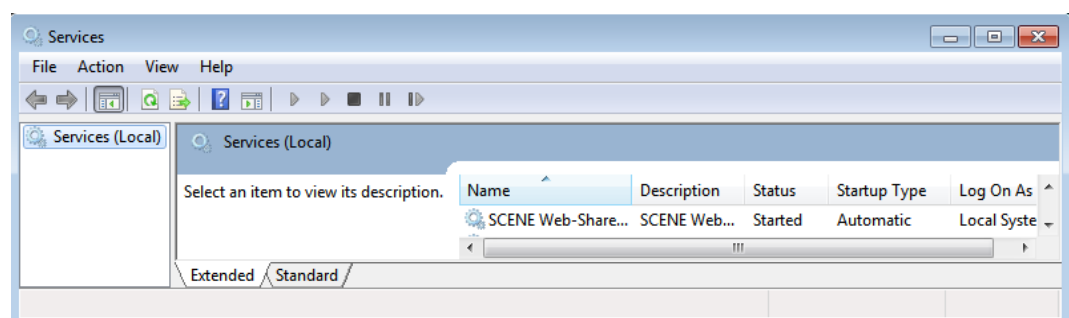 Services
File Action View Help
Services (Local)
Services (Local)
Select an item to view its description.
Name Description Status Startup Type Log On As
SCENE Web-Share... SCENE Web... Started Automatic Local Syste
Extended Standard